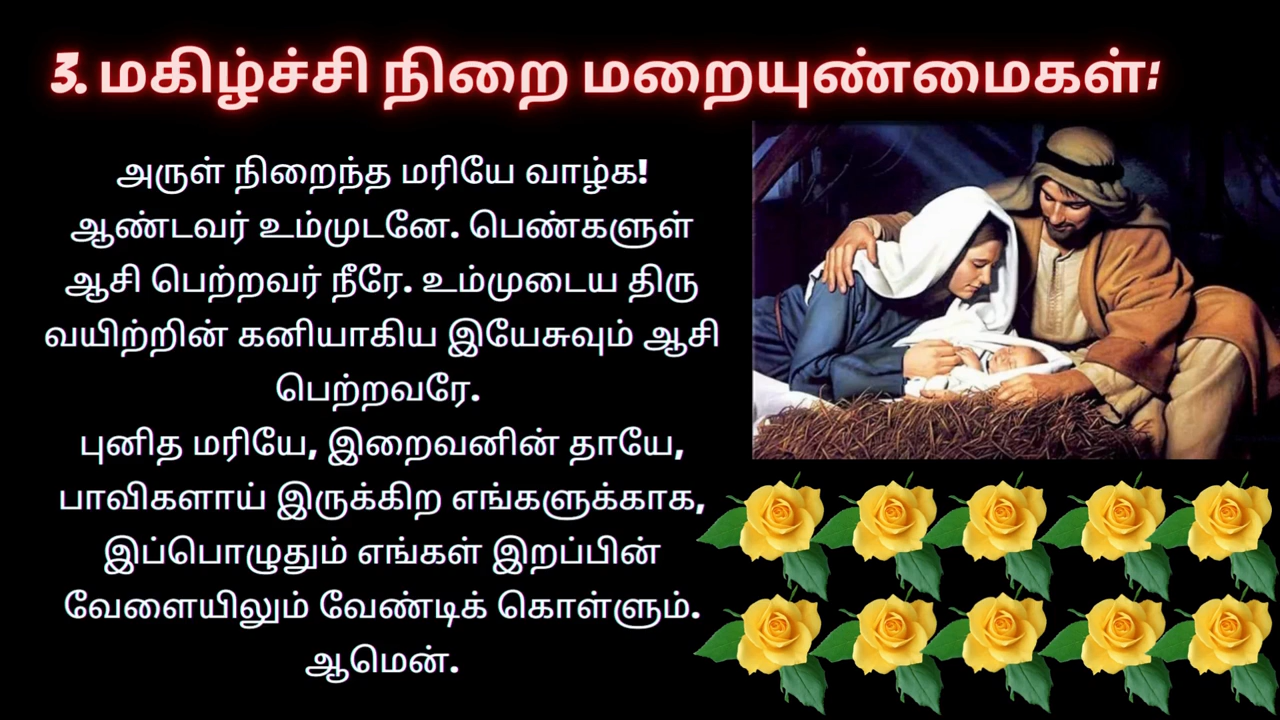 3. மகிழ்ச்சி நிறை மறையுண்மைகள்!
அருள் நிறைந்த மரியே வாழ்க!
ஆண்டவர் உம்முடனே. பெண்களுள்
ஆசி பெற்றவர் நீரே. உம்முடைய திரு
வயிற்றின் கனியாகிய இயேசுவும் ஆசி
பெற்றவரே.
புனித மரியே, இறைவனின் தாயே,
பாவிகளாய் இருக்கிற எங்களுக்காக,
இப்பொழுதும் எங்கள் இறப்பின்
வேளையிலும் வேண்டிக் கொள்ளும்.
ஆமென்.